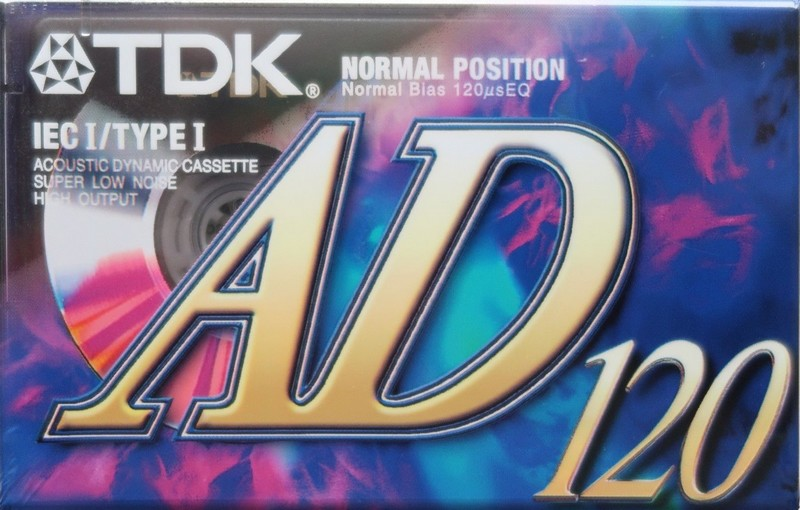 TDK®
NORMAL POSITION
Normal Bias 120µsEQ
IEC I/TYPE I
ACOUSTIC DYNAMIC CASSETTE
SUPER LOW NOISE
HIGH OUTPUT
AD
120